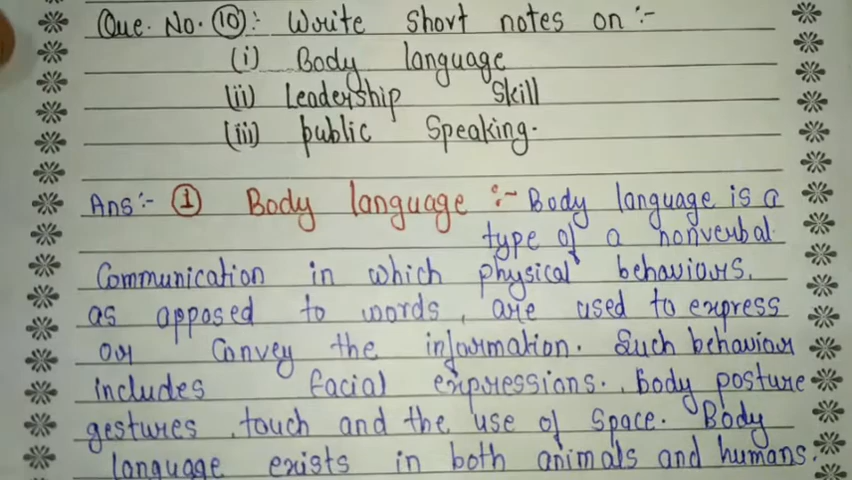 Que. No. (10):- Write short notes on :-
(i) Body language
(ii) Leadership Skill
(iii) public Speaking.
Ans :- (1) Body language :- Body language is a
type of a nonverbal
Communication in which physical behaviours,
as opposed to words, are used to express
or Convey the information. Such behaviour
includes facial expressions, body posture
gestures, touch and the use of Space. Body
language exists in both animals and humans.